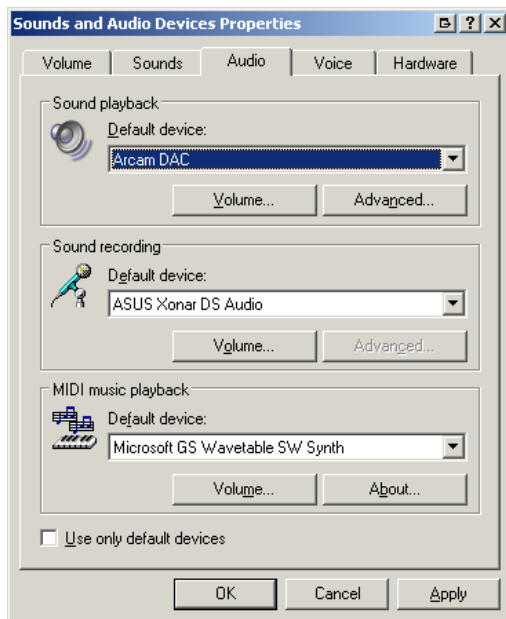 Sounds and Audio Devices Properties
Volume Sounds Audio Voice Hardware
Sound playback
Default device:
Arcam DAC
Volume... Advanced...
Sound recording
Default device:
ASUS Xonar DS Audio
Volume... Advanced...
MIDI music playback
Default device:
Microsoft GS Wavetable SW Synth
Volume... About...
Use only default devices
OK Cancel Apply